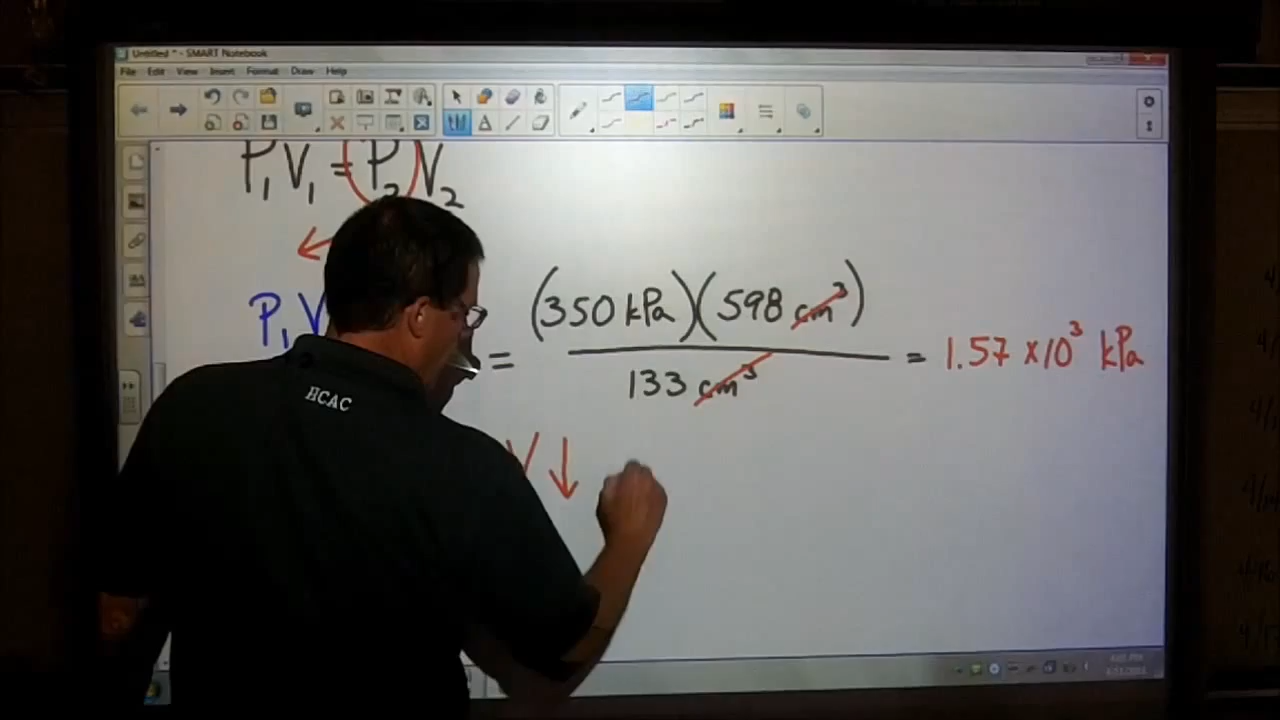 Untitled * - SMART Notebook
File Edit View Insert Format Draw Help
P₁V₁ = P₂V₂
P₁V
= (350 kPa)(598 cm³)
133 cm³
= 1.57 ×10³ kPa
V ↓
HCAC